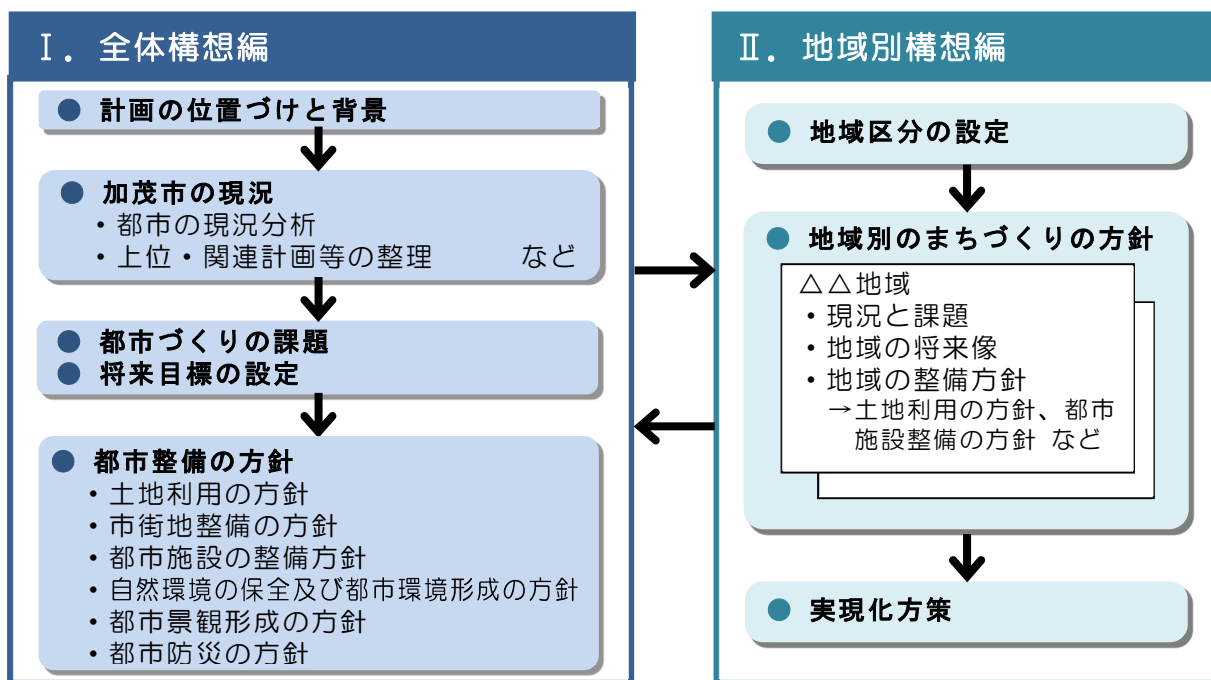 Ⅰ．全体構想編
● 計画の位置づけと背景
● 加茂市の現況
・都市の現況分析
・上位・関連計画等の整理　　　など
● 都市づくりの課題
● 将来目標の設定
● 都市整備の方針
・土地利用の方針
・市街地整備の方針
・都市施設の整備方針
・自然環境の保全及び都市環境形成の方針
・都市景観形成の方針
・都市防災の方針
Ⅱ．地域別構想編
● 地域区分の設定
● 地域別のまちづくりの方針
△△地域
・現況と課題
・地域の将来像
・地域の整備方針
→土地利用の方針、都市
施設整備の方針 など
● 実現化方策